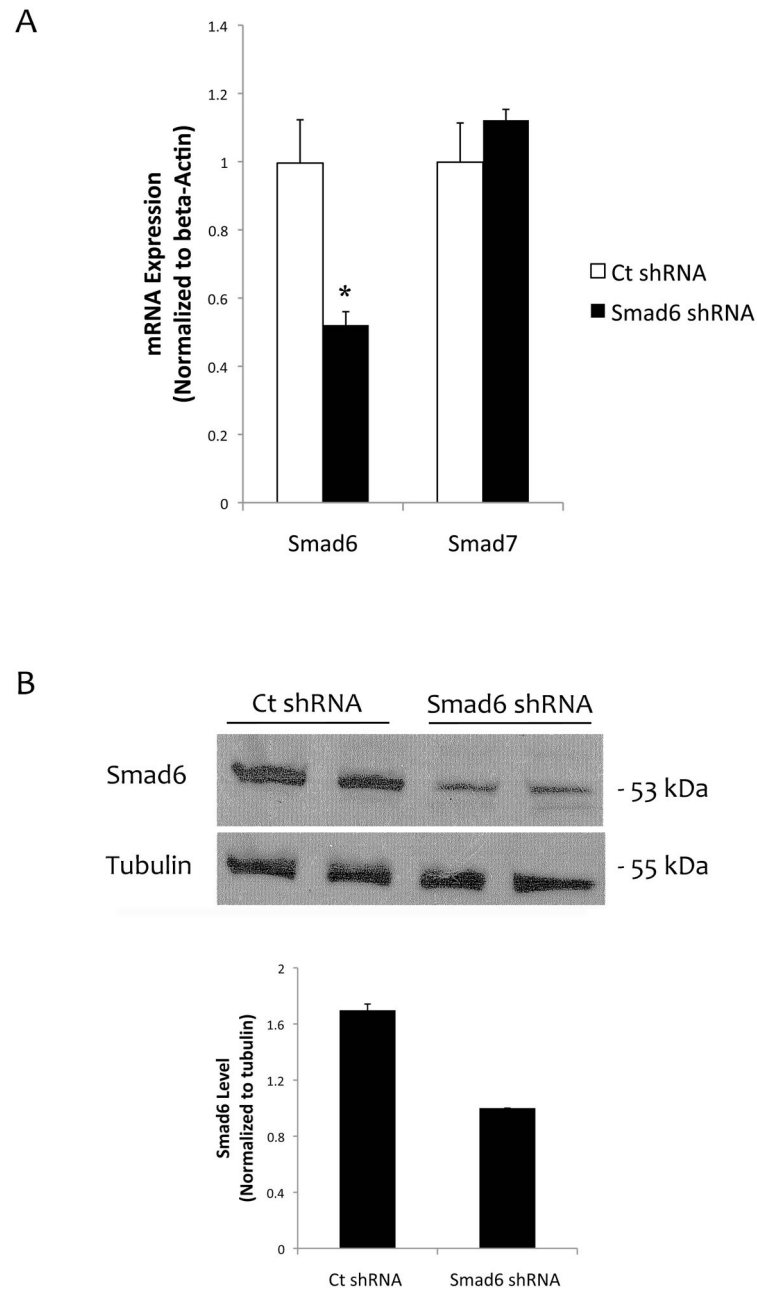 A
1.4
1.2
1
0.8
0.6
0.4
0.2
0
mRNA Expression
(Normalized to beta-Actin)
*
Smad6
Smad7
Ct shRNA
Smad6 shRNA
B
Ct shRNA
Smad6 shRNA
Smad6
- 53 kDa
Tubulin
- 55 kDa
2
1.6
1.2
0.8
0.4
0
Smad6 Level
(Normalized to tubulin)
Ct shRNA
Smad6 shRNA